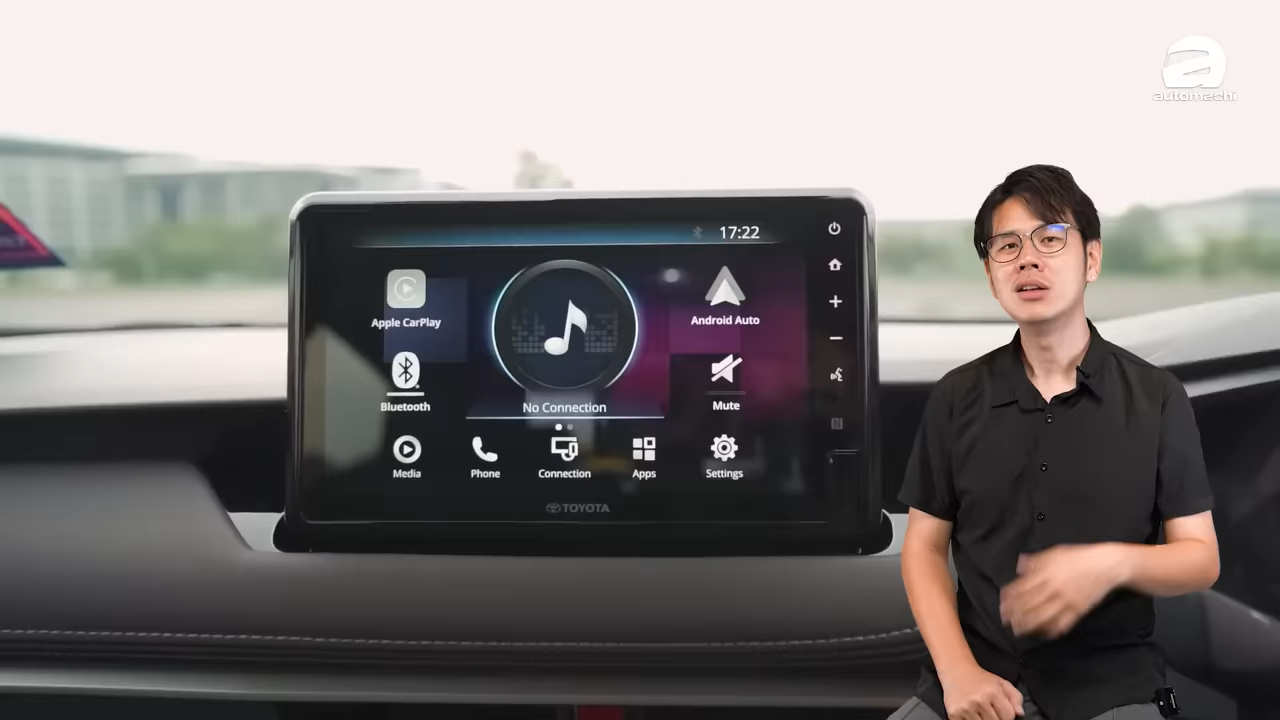 automachi
17:22
Apple CarPlay
Android Auto
Bluetooth
No Connection
Mute
Media
Phone
Connection
Apps
Settings
TOYOTA